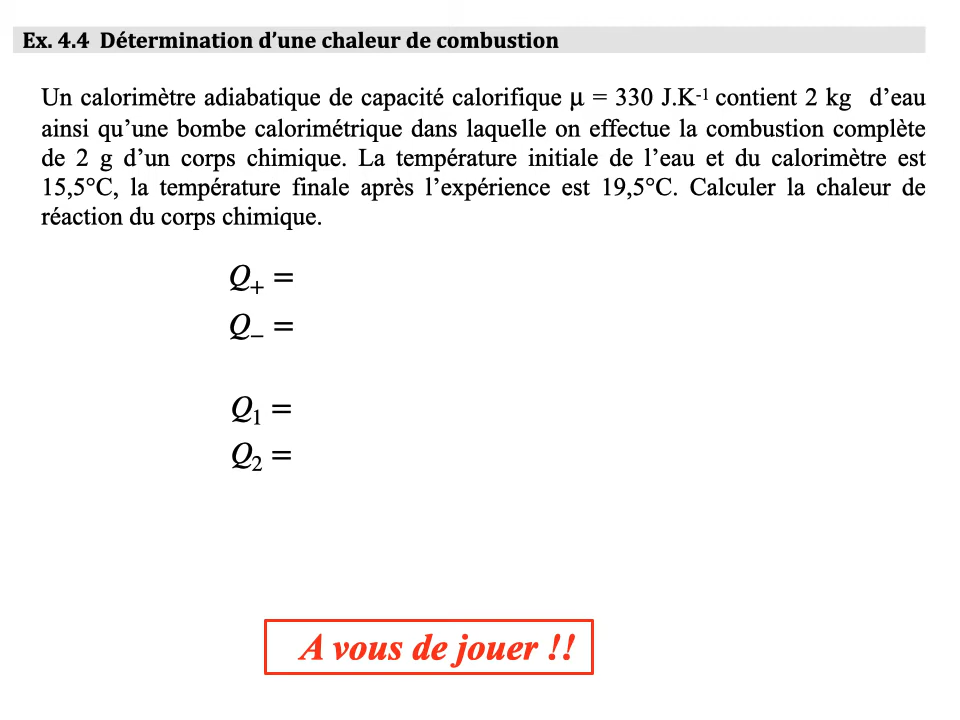 Ex. 4.4 Détermination d’une chaleur de combustion
Un calorimètre adiabatique de capacité calorifique μ = 330 J.K⁻¹ contient 2 kg d’eau
ainsi qu’une bombe calorimétrique dans laquelle on effectue la combustion complète
de 2 g d’un corps chimique. La température initiale de l’eau et du calorimètre est
15,5°C, la température finale après l’expérience est 19,5°C. Calculer la chaleur de
réaction du corps chimique.
Q₊ =
Q₋ =
Q₁ =
Q₂ =
A vous de jouer !!